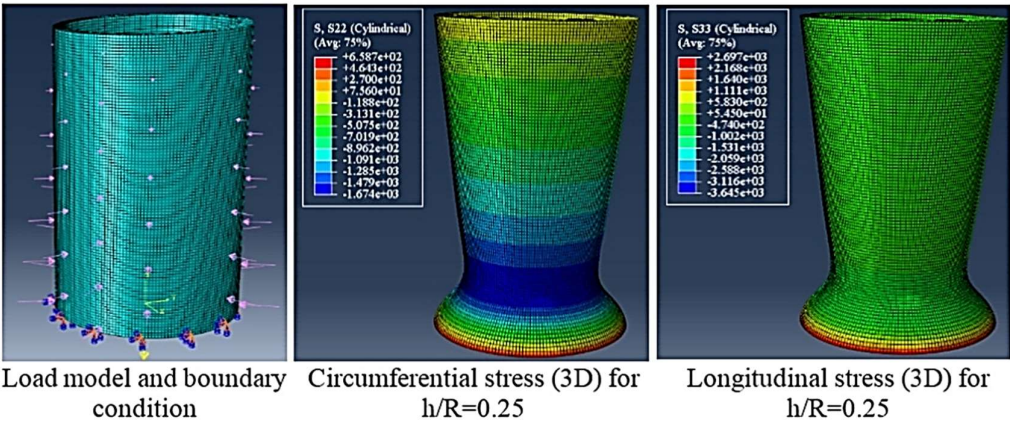 S, S22 (Cylindrical)
(Avg: 75%)
+6.587e+02
+4.643e+02
+2.700e+02
+7.560e+01
-1.188e+02
-3.131e+02
-5.075e+02
-7.019e+02
-8.962e+02
-1.091e+03
-1.285e+03
-1.479e+03
-1.674e+03
S, S33 (Cylindrical)
(Avg: 75%)
+2.697e+03
+2.168e+03
+1.640e+03
+1.111e+03
+5.830e+02
+5.450e+01
-4.740e+02
-1.002e+03
-1.531e+03
-2.059e+03
-2.588e+03
-3.116e+03
-3.645e+03
Load model and boundary
condition
Circumferential stress (3D) for
h/R=0.25
Longitudinal stress (3D) for
h/R=0.25